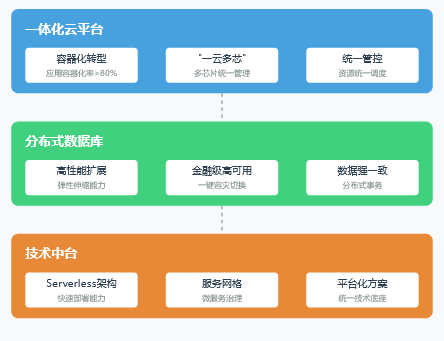 一体化云平台
容器化转型
应用容器化率>80%
"一云多芯"
多芯片统一管理
统一管控
资源统一调度
分布式数据库
高性能扩展
弹性伸缩能力
金融级高可用
一键容灾切换
数据强一致
分布式事务
技术中台
Serverless架构
快速部署能力
服务网格
微服务治理
平台化方案
统一技术底座